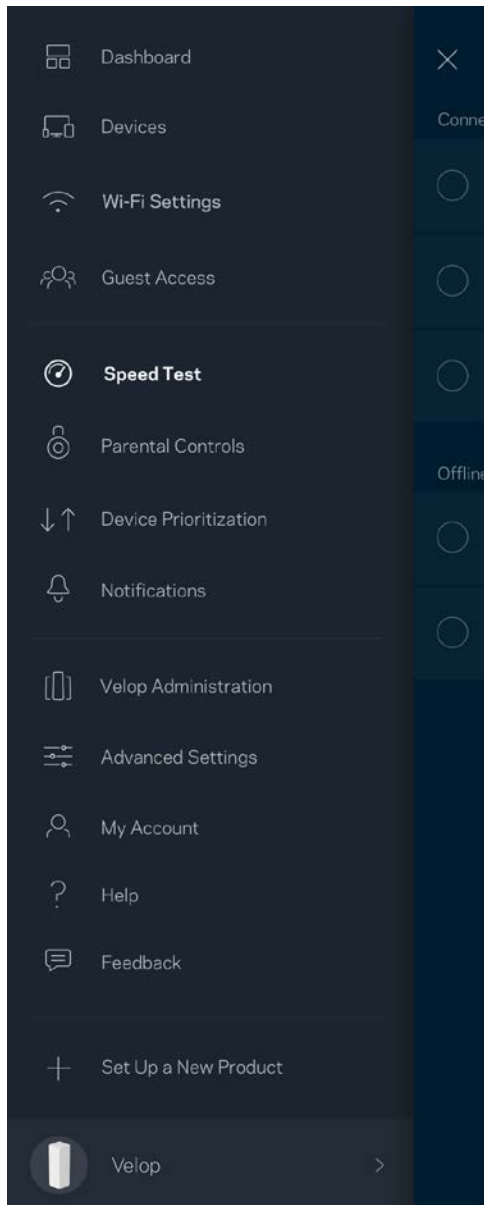 Dashboard
Devices
Wi-Fi Settings
Guest Access
Speed Test
Parental Controls
Device Prioritization
Notifications
Velop Administration
Advanced Settings
My Account
Help
Feedback
Set Up a New Product
Velop
Conne
Offline